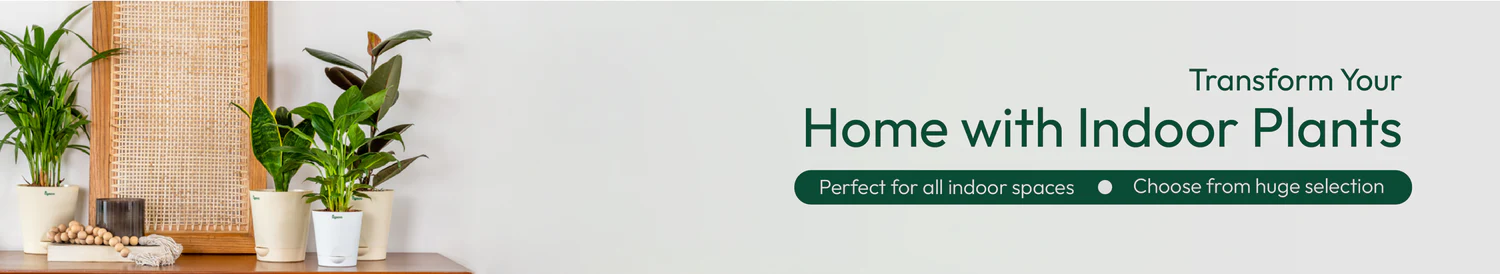 Transform Your
Home with Indoor Plants
Perfect for all indoor spaces ● Choose from huge selection